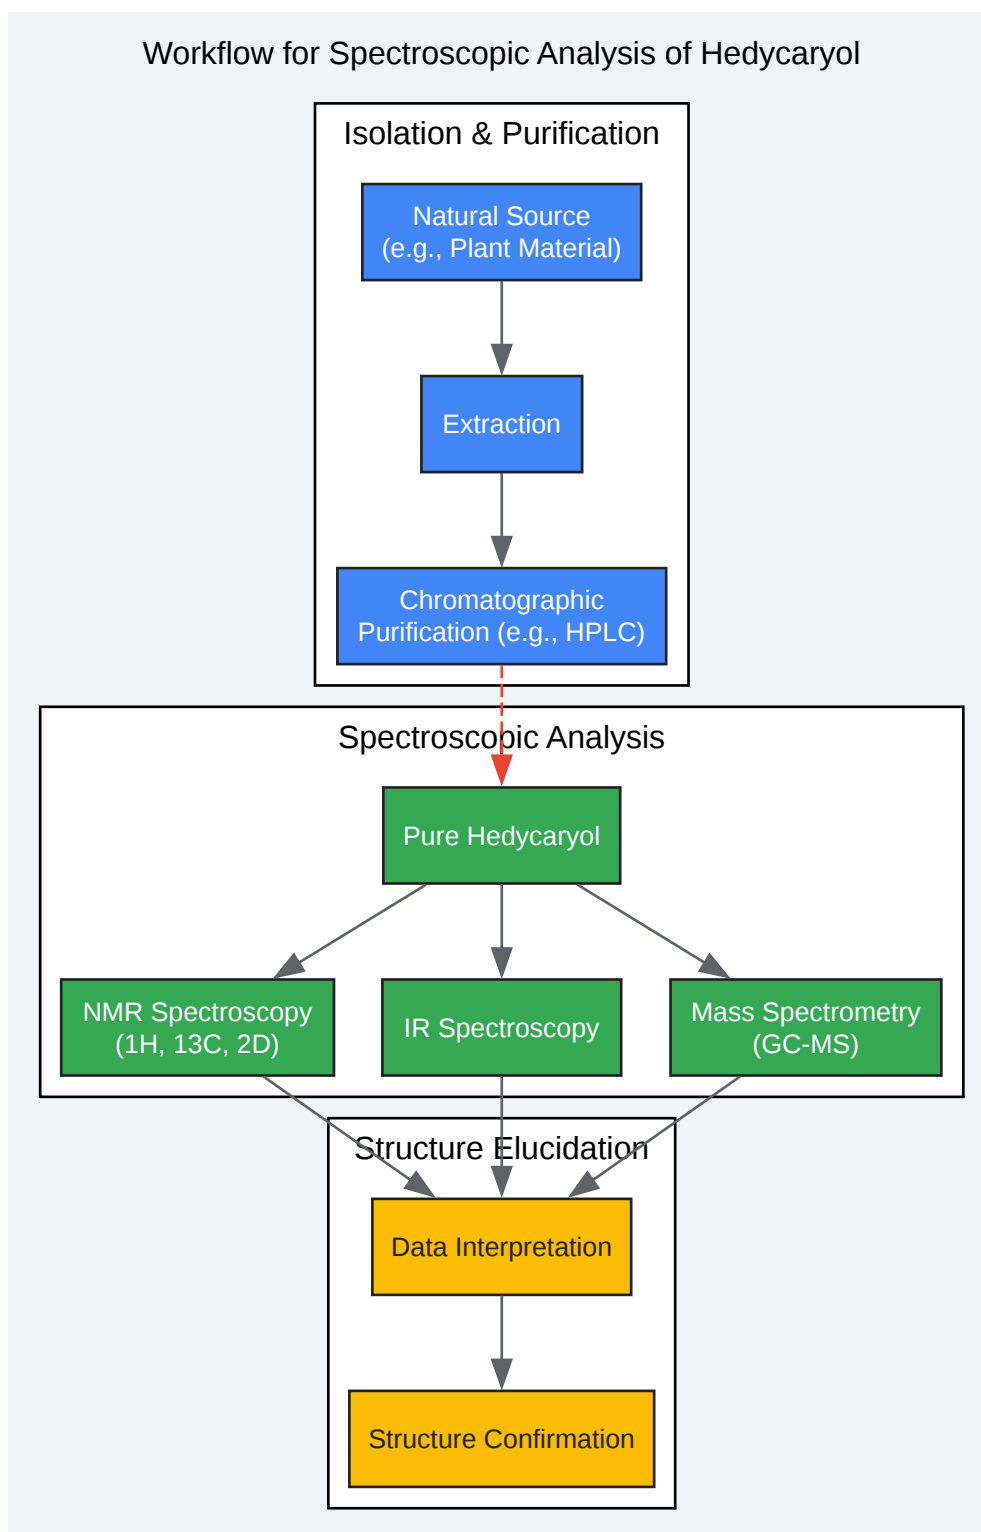 Workflow for Spectroscopic Analysis of Hedycaryol
Isolation & Purification
Natural Source
(e.g., Plant Material)
Extraction
Chromatographic
Purification (e.g., HPLC)
Spectroscopic Analysis
Pure Hedycaryol
NMR Spectroscopy
(1H, 13C, 2D)
IR Spectroscopy
Mass Spectrometry
(GC-MS)
Structure Elucidation
Data Interpretation
Structure Confirmation